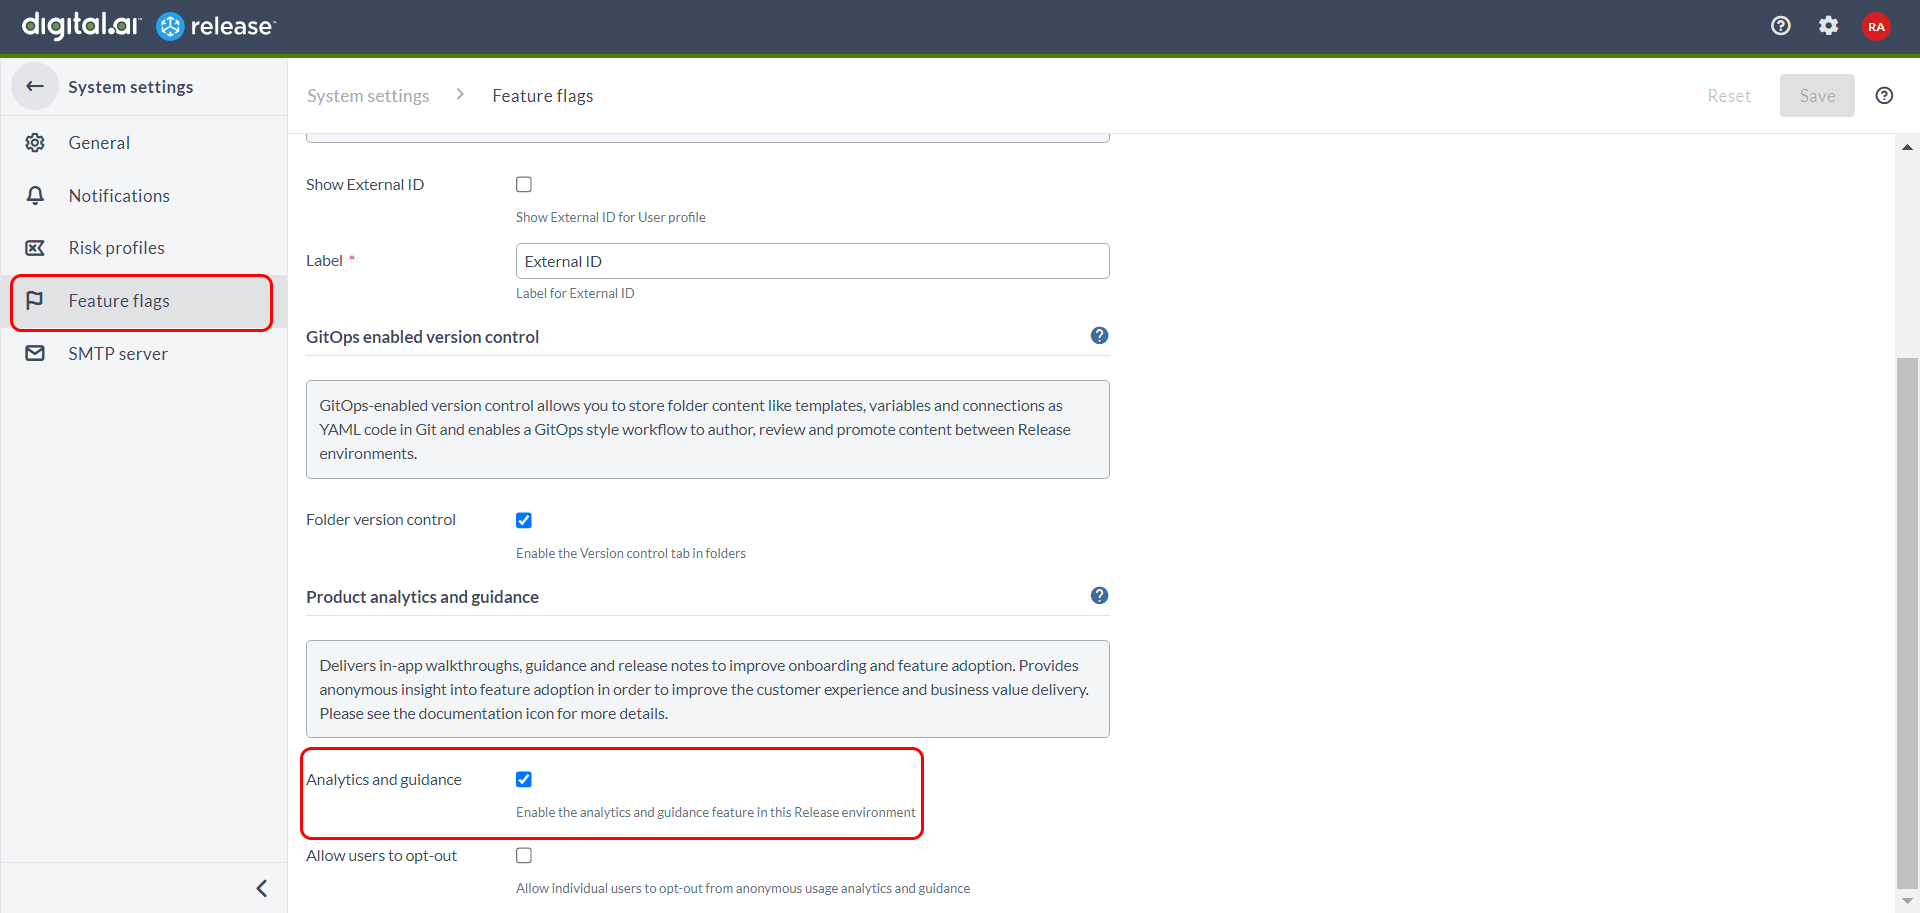 digital.ai release
RA
System settings
System settings > Feature flags
Reset
Save
General
Notifications
Risk profiles
Feature flags
SMTP server
Show External ID
Show External ID for User profile
Label *
External ID
Label for External ID
GitOps enabled version control
GitOps-enabled version control allows you to store folder content like templates, variables and connections as
YAML code in Git and enables a GitOps style workflow to author, review and promote content between Release
environments.
Folder version control
Enable the Version control tab in folders
Product analytics and guidance
Delivers in-app walkthroughs, guidance and release notes to improve onboarding and feature adoption. Provides
anonymous insight into feature adoption in order to improve the customer experience and business value delivery.
Please see the documentation icon for more details.
Analytics and guidance
Enable the analytics and guidance feature in this Release environment
Allow users to opt-out
Allow individual users to opt-out from anonymous usage analytics and guidance